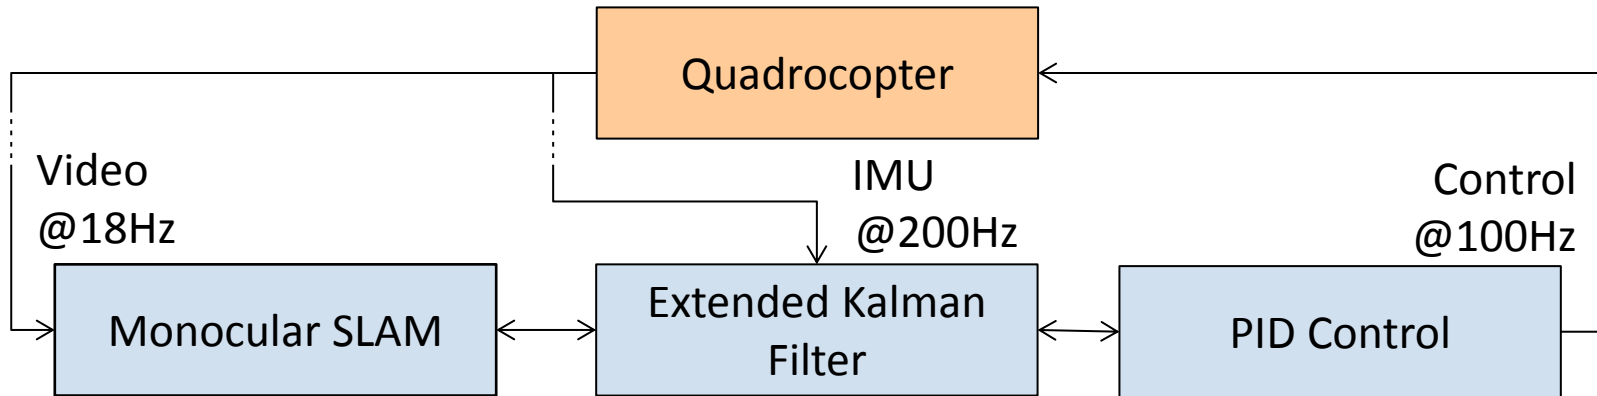 Quadrocopter
Video
@18Hz
IMU
@200Hz
Control
@100Hz
Monocular SLAM
Extended Kalman
Filter
PID Control